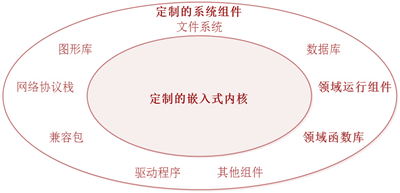 定制的系统组件
文件系统
图形库
数据库
网络协议栈
领域运行组件
定制的嵌入式内核
兼容包
领域函数库
驱动程序
其他组件